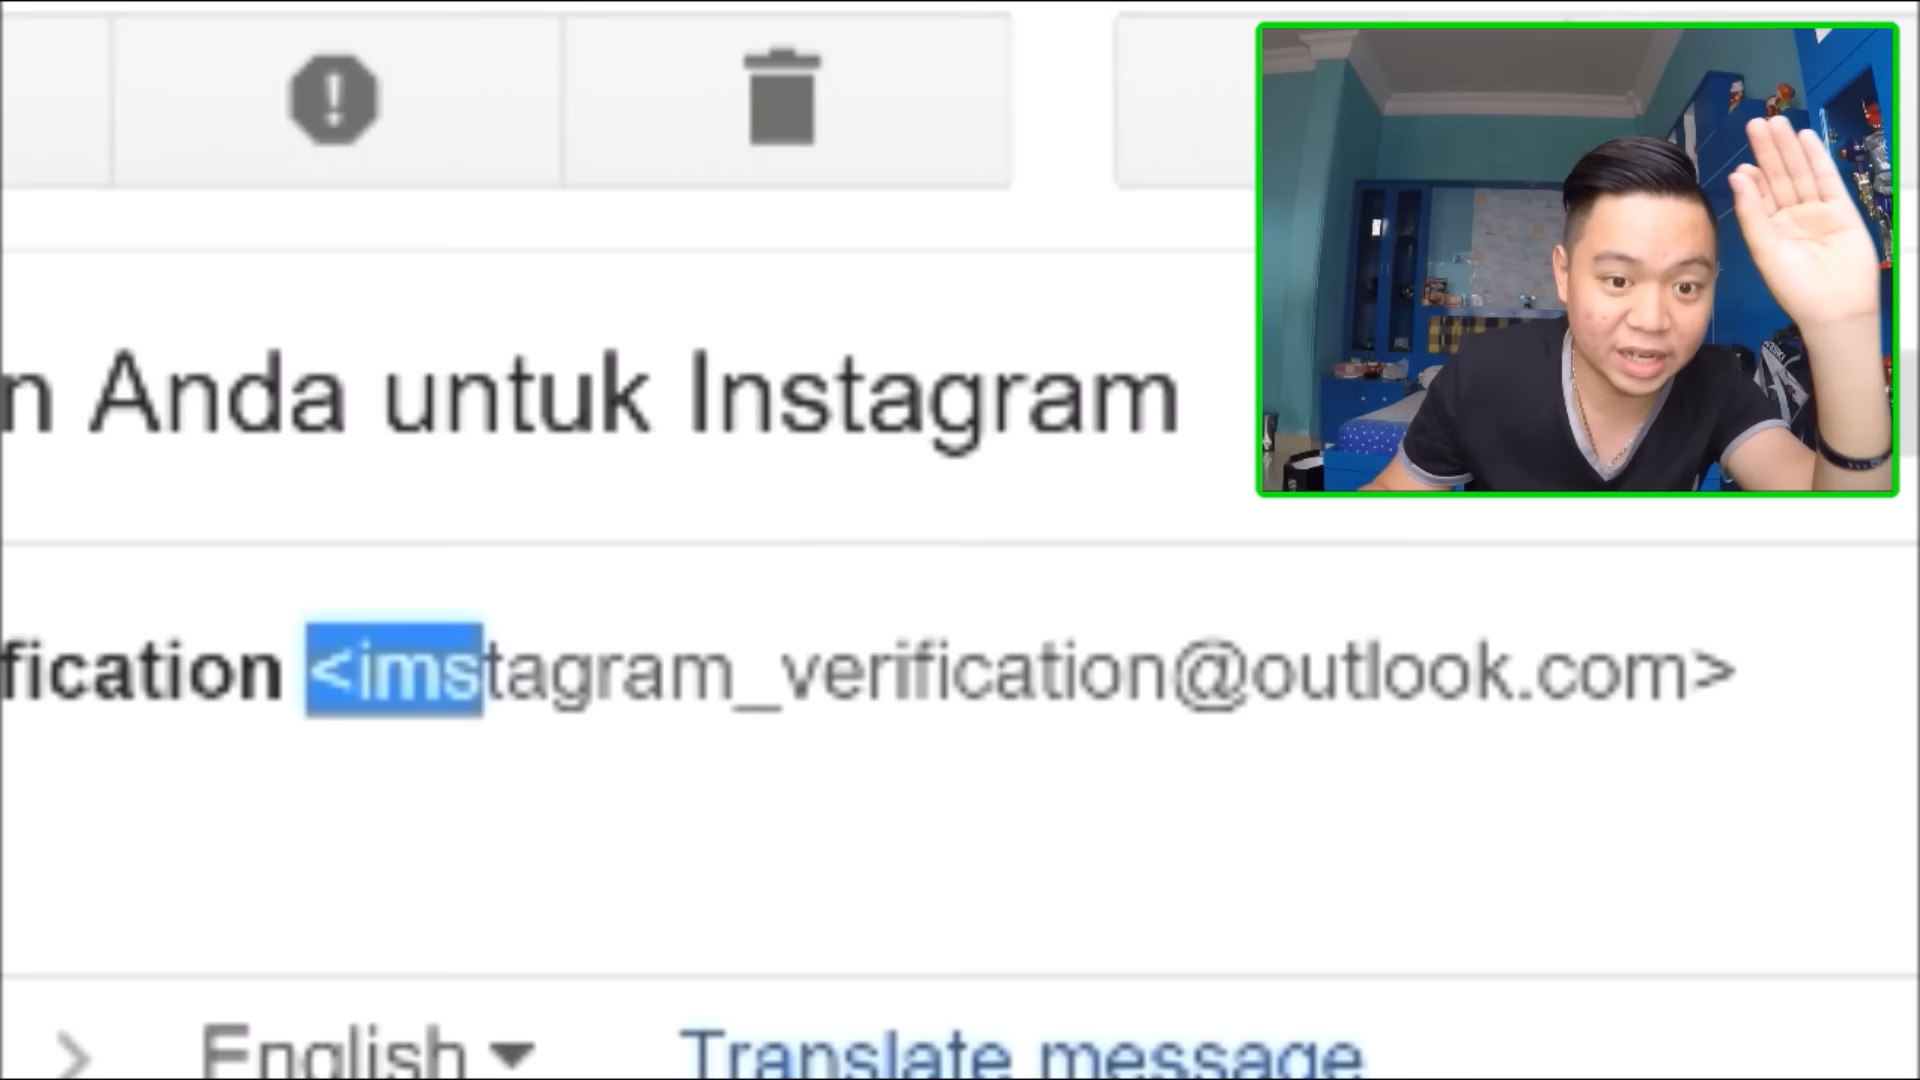 n Anda untuk Instagram
fication <imstagram_verification@outlook.com>
English
Translate message